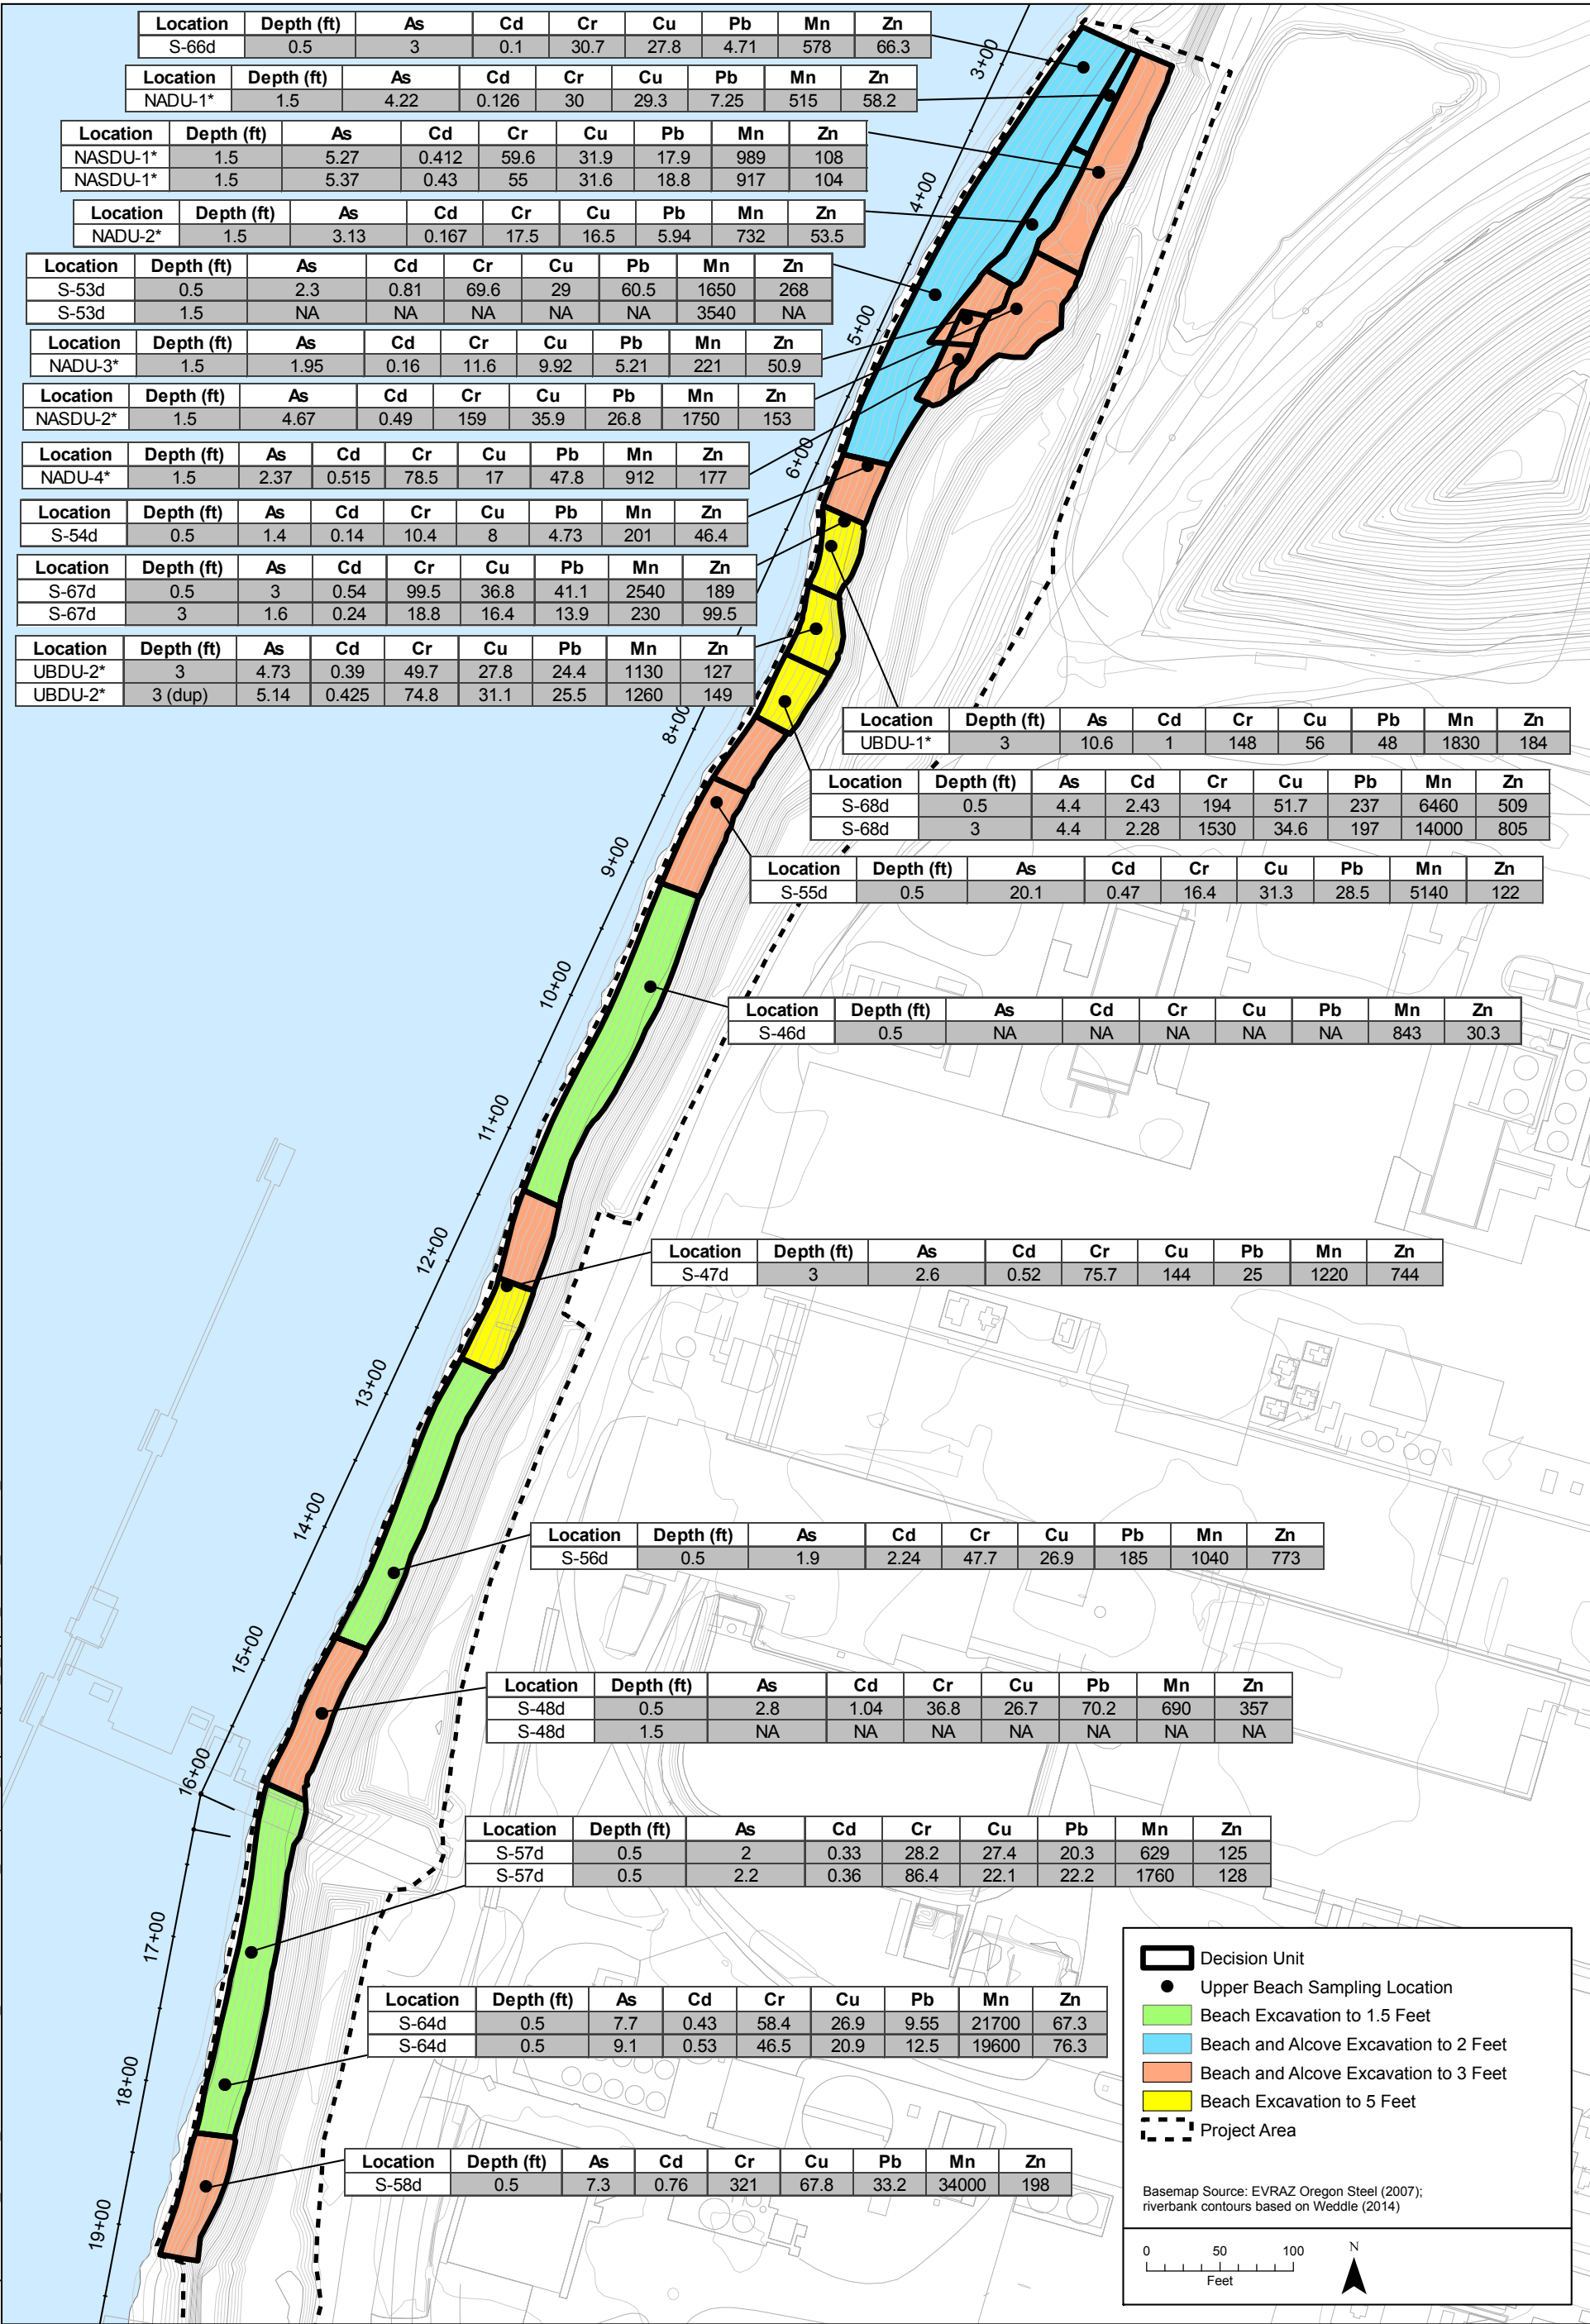 Location Depth (ft) As Cd Cr Cu Pb Mn Zn
S-66d 0.5 3 0.1 30.7 27.8 4.71 578 66.3
Location Depth (ft) As Cd Cr Cu Pb Mn Zn
NADU-1* 1.5 4.22 0.126 30 29.3 7.25 515 58.2
Location Depth (ft) As Cd Cr Cu Pb Mn Zn
NASDU-1* 1.5 5.27 0.412 59.6 31.9 17.9 989 108
NASDU-1* 1.5 5.37 0.43 55 31.6 18.8 917 104
Location Depth (ft) As Cd Cr Cu Pb Mn Zn
NADU-2* 1.5 3.13 0.167 17.5 16.5 5.94 732 53.5
Location Depth (ft) As Cd Cr Cu Pb Mn Zn
S-53d 0.5 2.3 0.81 69.6 29 60.5 1650 268
S-53d 1.5 NA NA NA NA NA 3540 NA
Location Depth (ft) As Cd Cr Cu Pb Mn Zn
NADU-3* 1.5 1.95 0.16 11.6 9.92 5.21 221 50.9
Location Depth (ft) As Cd Cr Cu Pb Mn Zn
NASDU-2* 1.5 4.67 0.49 159 35.9 26.8 1750 153
Location Depth (ft) As Cd Cr Cu Pb Mn Zn
NADU-4* 1.5 2.37 0.515 78.5 17 47.8 912 177
Location Depth (ft) As Cd Cr Cu Pb Mn Zn
S-54d 0.5 1.4 0.14 10.4 8 4.73 201 46.4
Location Depth (ft) As Cd Cr Cu Pb Mn Zn
S-67d 0.5 3 0.54 99.5 36.8 41.1 2540 189
S-67d 3 1.6 0.24 18.8 16.4 13.9 230 99.5
Location Depth (ft) As Cd Cr Cu Pb Mn Zn
UBDU-2* 3 4.73 0.39 49.7 27.8 24.4 1130 127
UBDU-2* 3 (dup) 5.14 0.425 74.8 31.1 25.5 1260 149
Location Depth (ft) As Cd Cr Cu Pb Mn Zn
UBDU-1* 3 10.6 1 148 56 48 1830 184
Location Depth (ft) As Cd Cr Cu Pb Mn Zn
S-68d 0.5 4.4 2.43 194 51.7 237 6460 509
S-68d 3 4.4 2.28 1530 34.6 197 14000 805
Location Depth (ft) As Cd Cr Cu Pb Mn Zn
S-55d 0.5 20.1 0.47 16.4 31.3 28.5 5140 122
Location Depth (ft) As Cd Cr Cu Pb Mn Zn
S-46d 0.5 NA NA NA NA NA 843 30.3
Location Depth (ft) As Cd Cr Cu Pb Mn Zn
S-47d 3 2.6 0.52 75.7 144 25 1220 744
Location Depth (ft) As Cd Cr Cu Pb Mn Zn
S-56d 0.5 1.9 2.24 47.7 26.9 185 1040 773
Location Depth (ft) As Cd Cr Cu Pb Mn Zn
S-48d 0.5 2.8 1.04 36.8 26.7 70.2 690 357
S-48d 1.5 NA NA NA NA NA NA NA
Location Depth (ft) As Cd Cr Cu Pb Mn Zn
S-57d 0.5 2 0.33 28.2 27.4 20.3 629 125
S-57d 0.5 2.2 0.36 86.4 22.1 22.2 1760 128
Location Depth (ft) As Cd Cr Cu Pb Mn Zn
S-64d 0.5 7.7 0.43 58.4 26.9 9.55 21700 67.3
S-64d 0.5 9.1 0.53 46.5 20.9 12.5 19600 76.3
Location Depth (ft) As Cd Cr Cu Pb Mn Zn
S-58d 0.5 7.3 0.76 321 67.8 33.2 34000 198
3+00
4+00
5+00
6+00
8+00
9+00
10+00
11+00
12+00
13+00
14+00
15+00
16+00
17+00
18+00
19+00
Decision Unit
Upper Beach Sampling Location
Beach Excavation to 1.5 Feet
Beach and Alcove Excavation to 2 Feet
Beach and Alcove Excavation to 3 Feet
Beach Excavation to 5 Feet
Project Area
Basemap Source: EVRAZ Oregon Steel (2007);
riverbank contours based on Weddle (2014)
0 50 100
Feet
N